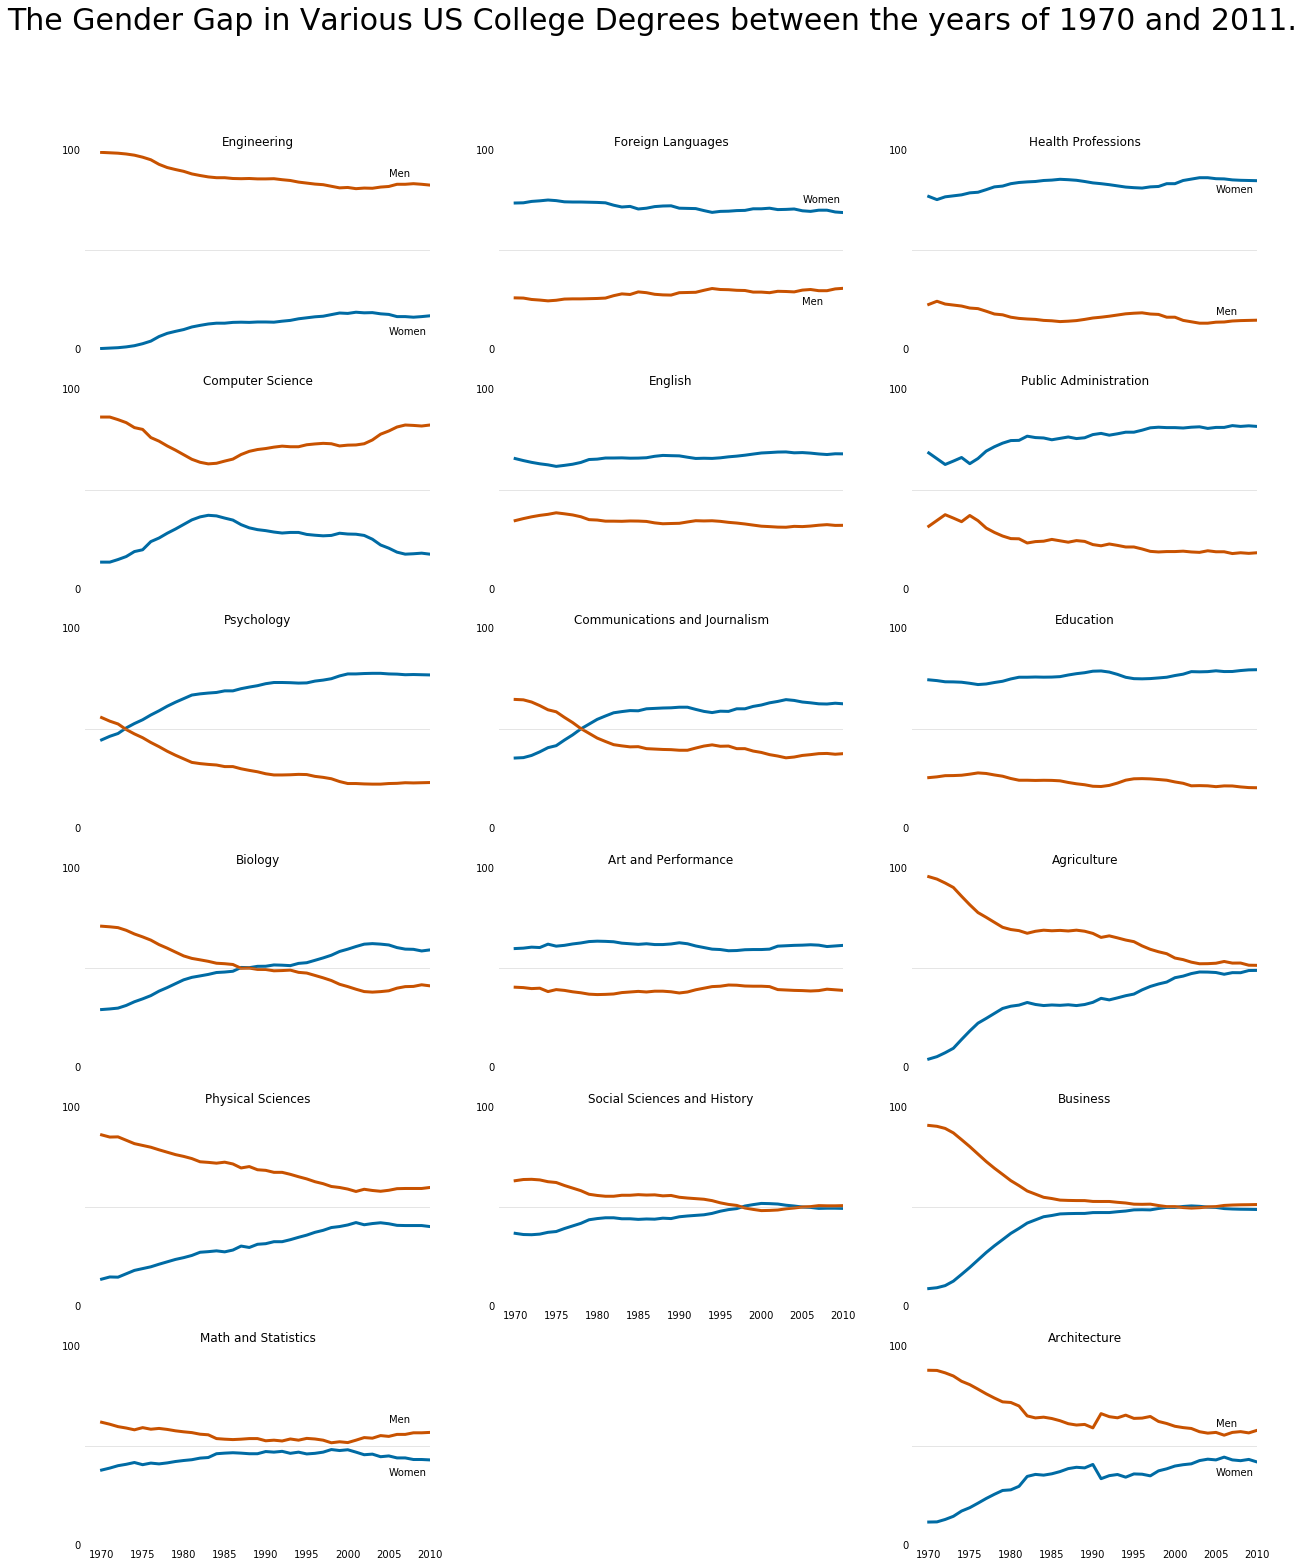 The Gender Gap in Various US College Degrees between the years of 1970 and 2011.
Engineering
100
Men
Women
0
Foreign Languages
100
Women
Men
0
Health Professions
100
Women
Men
0
Computer Science
100
0
English
100
0
Public Administration
100
0
Psychology
100
0
Communications and Journalism
100
0
Education
100
0
Biology
100
0
Art and Performance
100
0
Agriculture
100
0
Physical Sciences
100
0
Social Sciences and History
100
0
1970 1975 1980 1985 1990 1995 2000 2005 2010
Business
100
0
Math and Statistics
100
Men
Women
0
1970 1975 1980 1985 1990 1995 2000 2005 2010
Architecture
100
Men
Women
0
1970 1975 1980 1985 1990 1995 2000 2005 2010